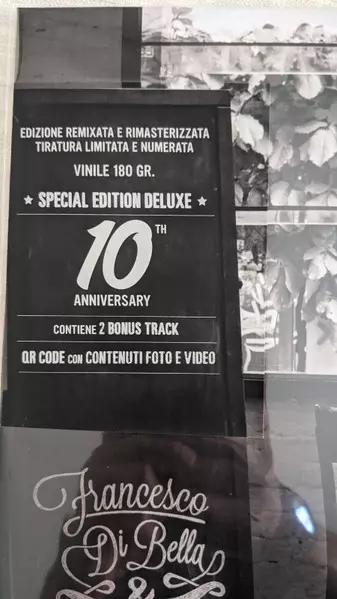 EDIZIONE REMIXATA E RIMASTERIZZATA
TIRATURA LIMITATA E NUMERATA
VINILE 180 GR.
★ SPECIAL EDITION DELUXE ★
10TH
ANNIVERSARY
CONTIENE 2 BONUS TRACK
QR CODE CON CONTENUTI FOTO E VIDEO
Francesco
Di Bella
&